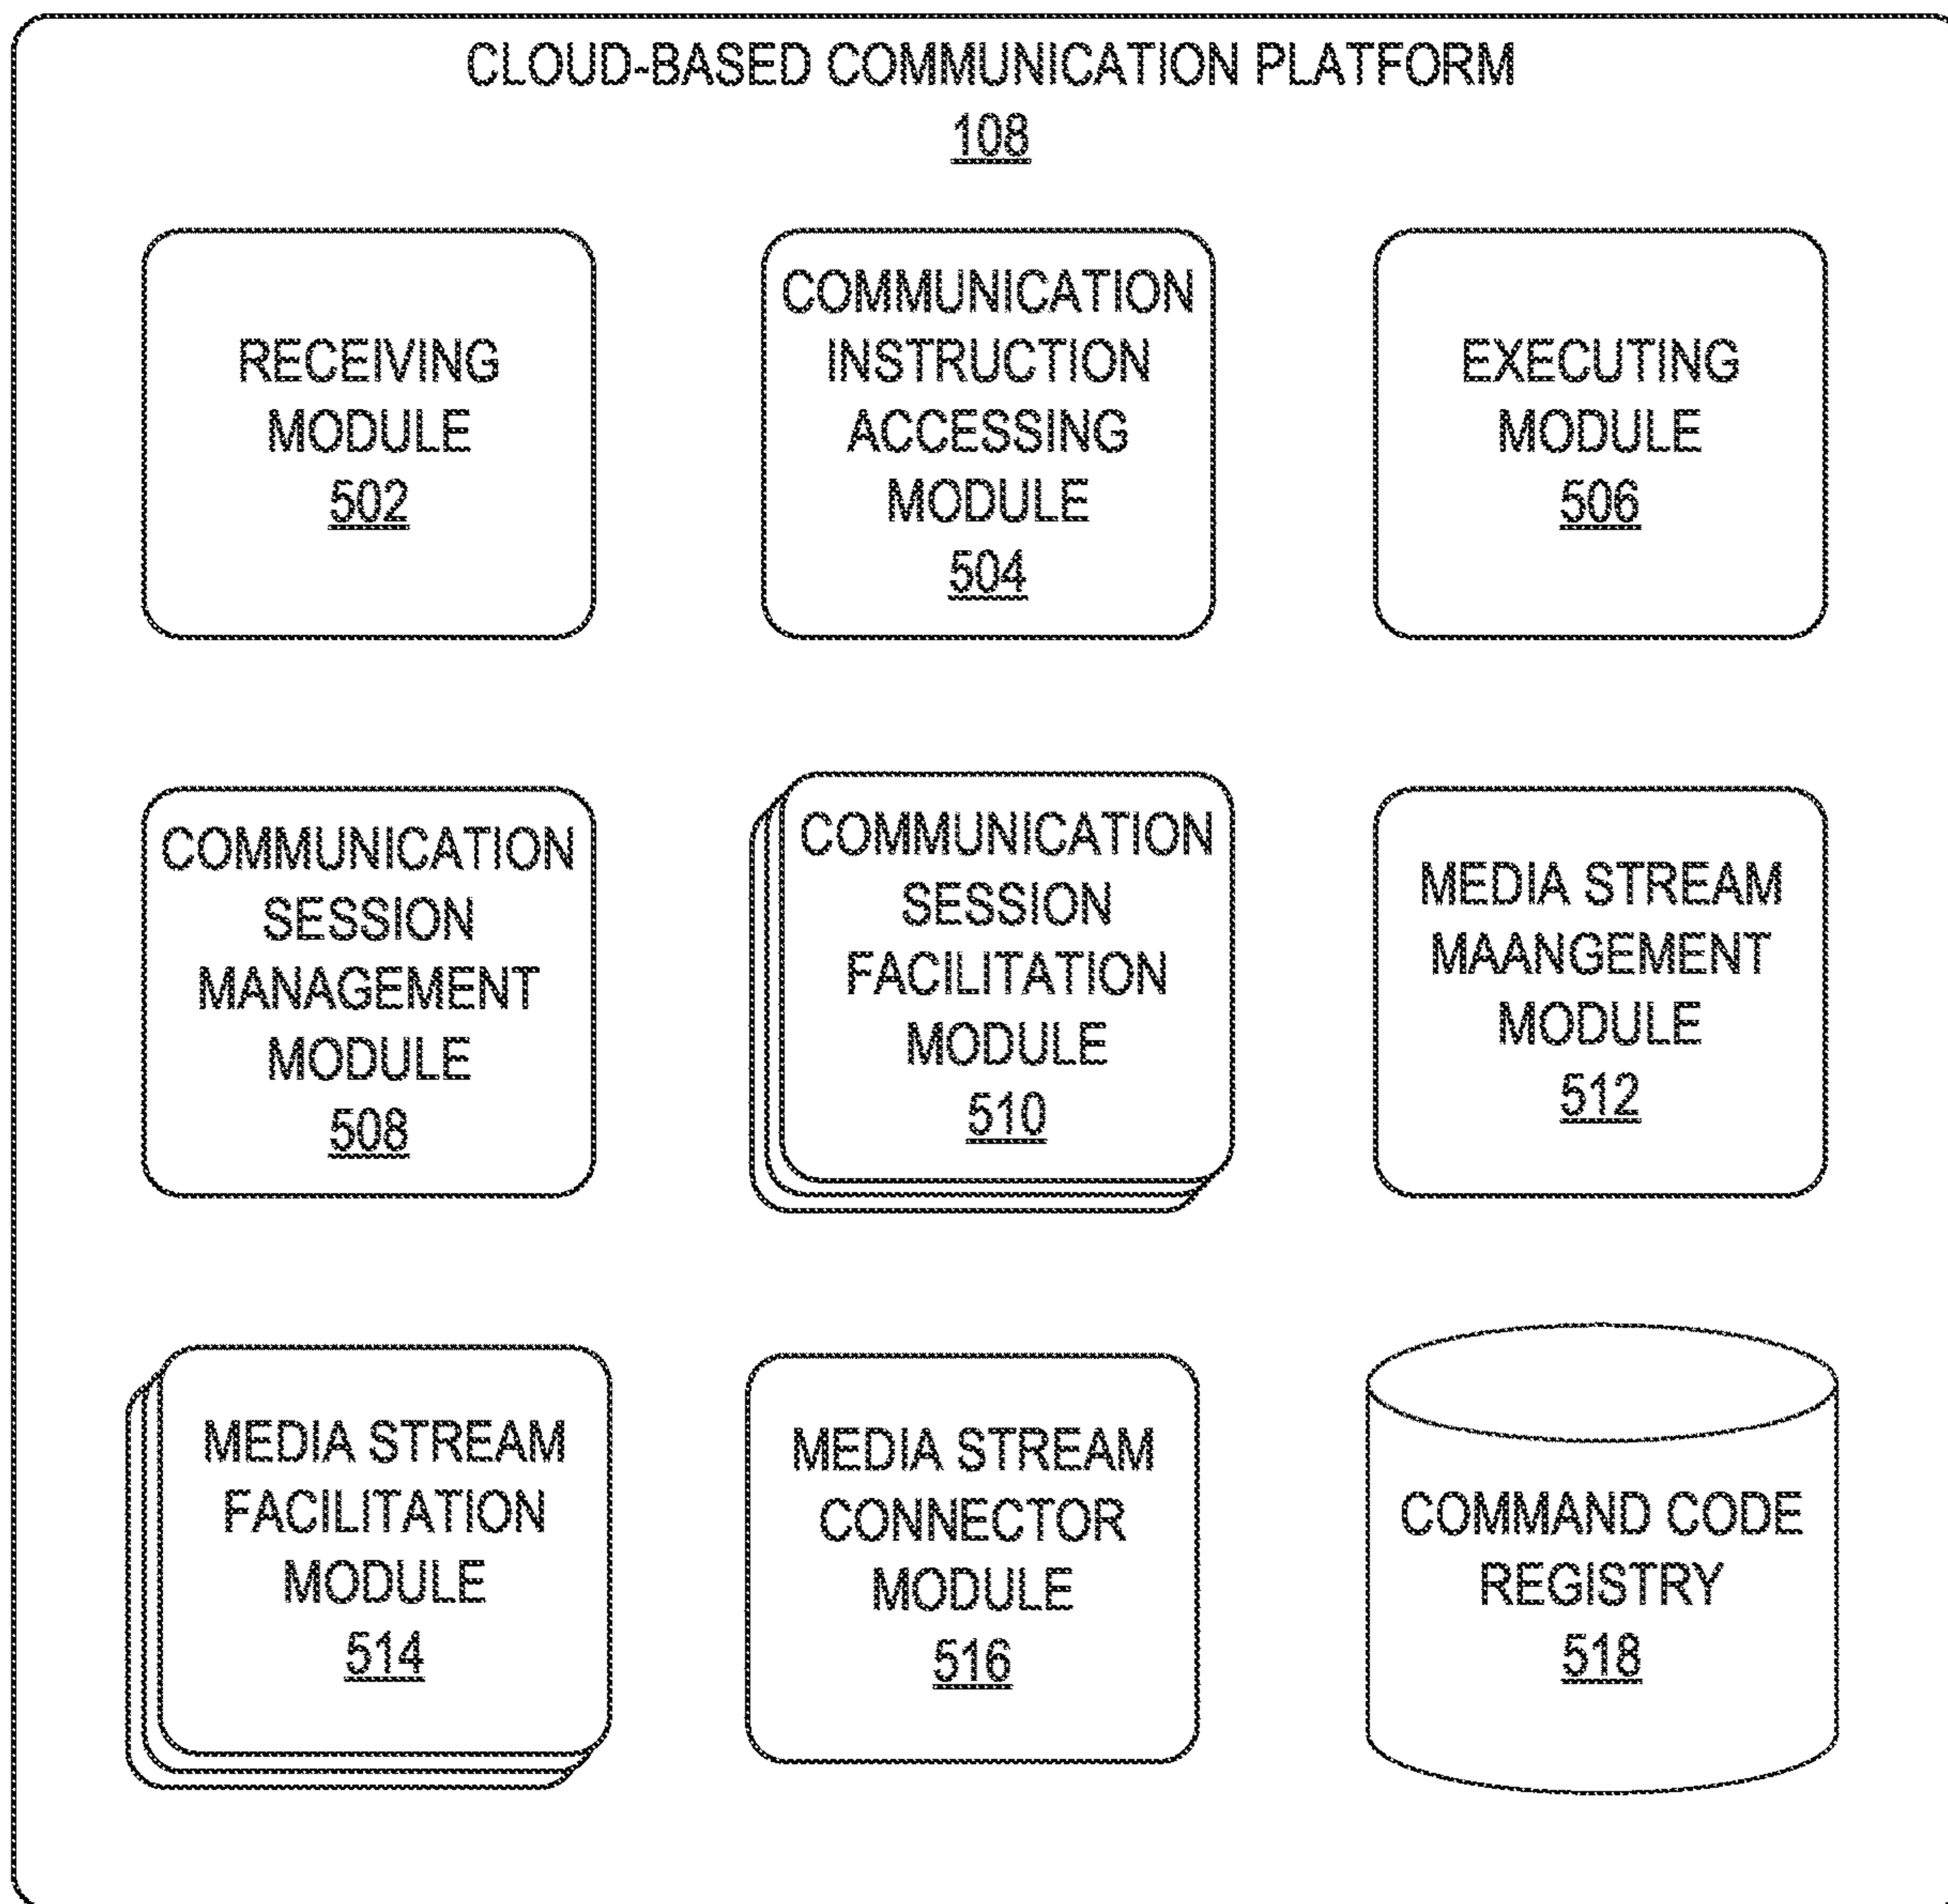 CLOUD-BASED COMMUNICATION PLATFORM
108
RECEIVING
MODULE
502
COMMUNICATION
INSTRUCTION
ACCESSING
MODULE
504
EXECUTING
MODULE
506
COMMUNICATION
SESSION
MANAGEMENT
MODULE
508
COMMUNICATION
SESSION
FACILITATION
MODULE
510
MEDIA STREAM
MAANGEMENT
MODULE
512
MEDIA STREAM
FACILITATION
MODULE
514
MEDIA STREAM
CONNECTOR
MODULE
516
COMMAND CODE
REGISTRY
518